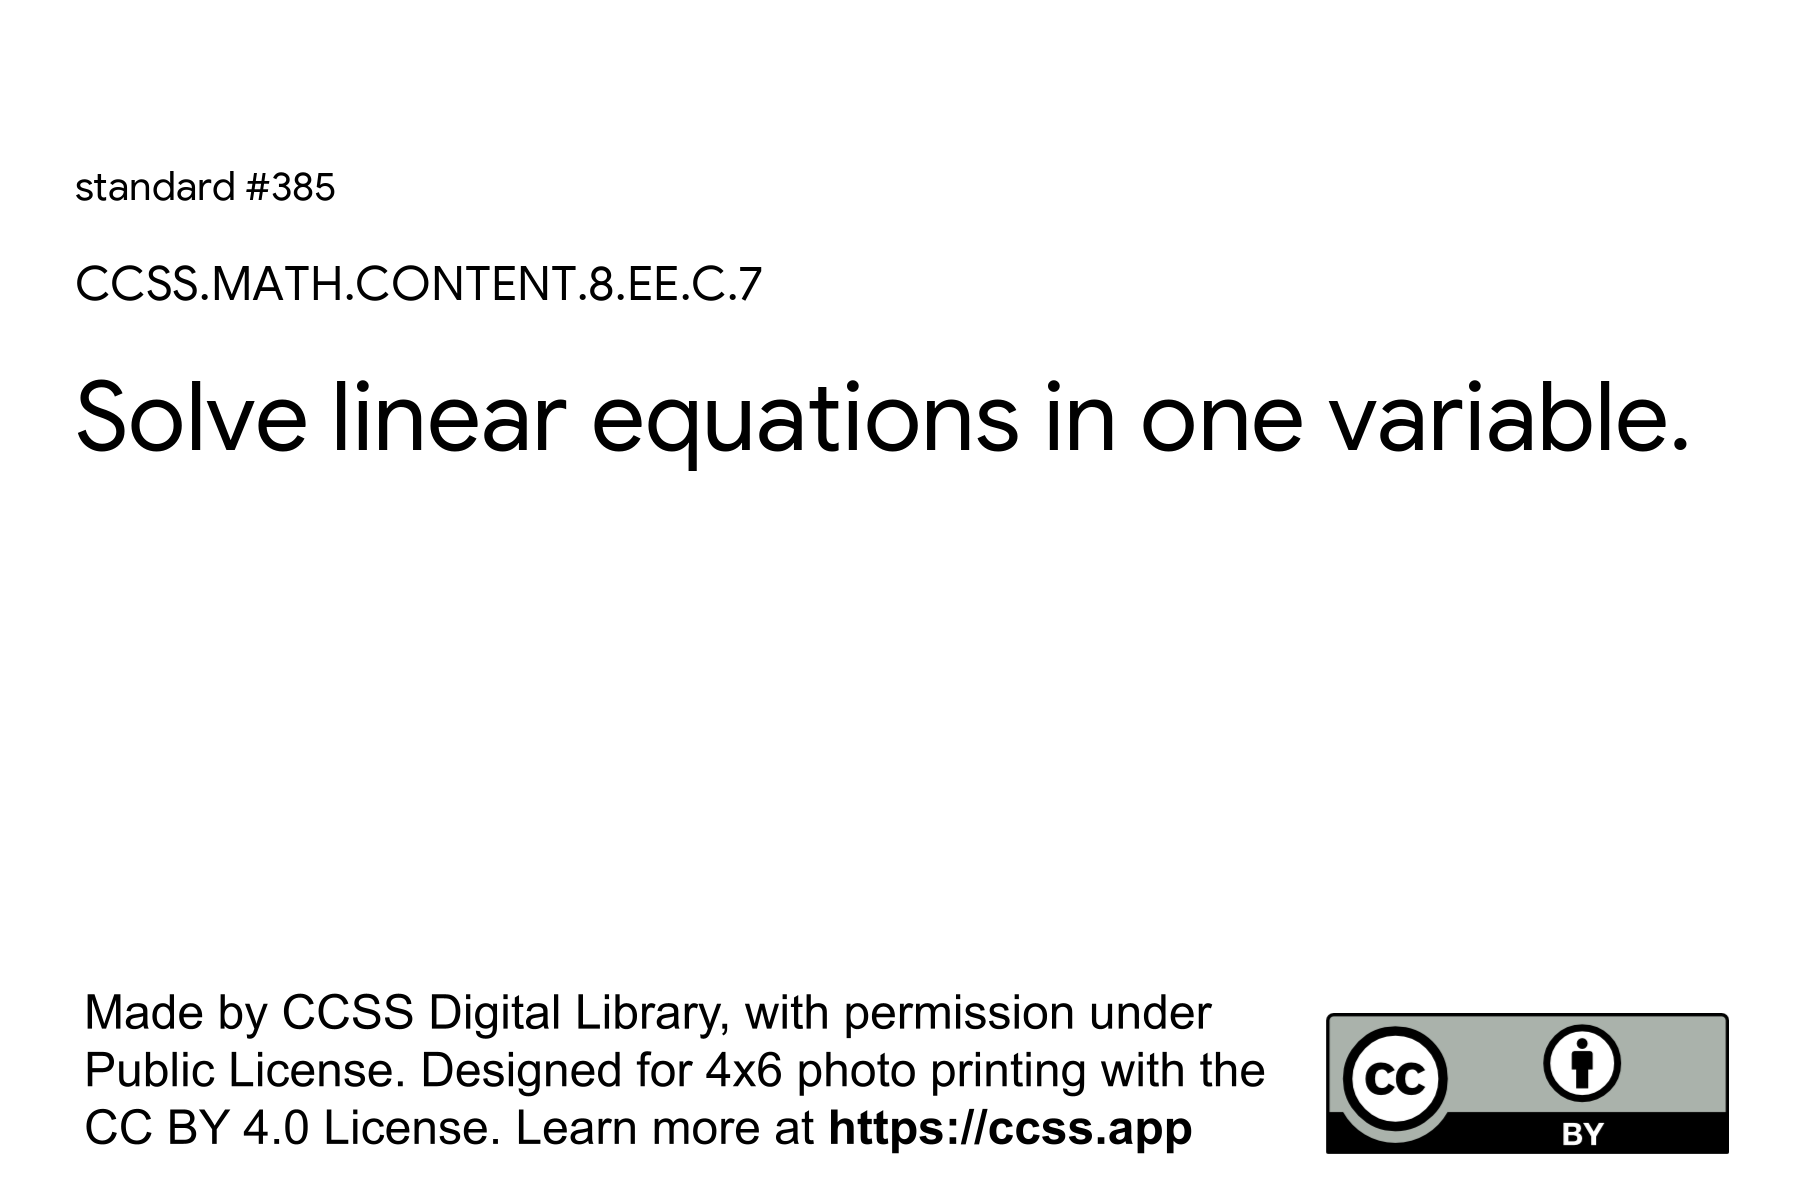 standard #385
CCSS.MATH.CONTENT.8.EE.C.7
Solve linear equations in one variable.
Made by CCSS Digital Library, with permission under
Public License. Designed for 4x6 photo printing with the
CC BY 4.0 License. Learn more at https://ccss.app
CC
BY